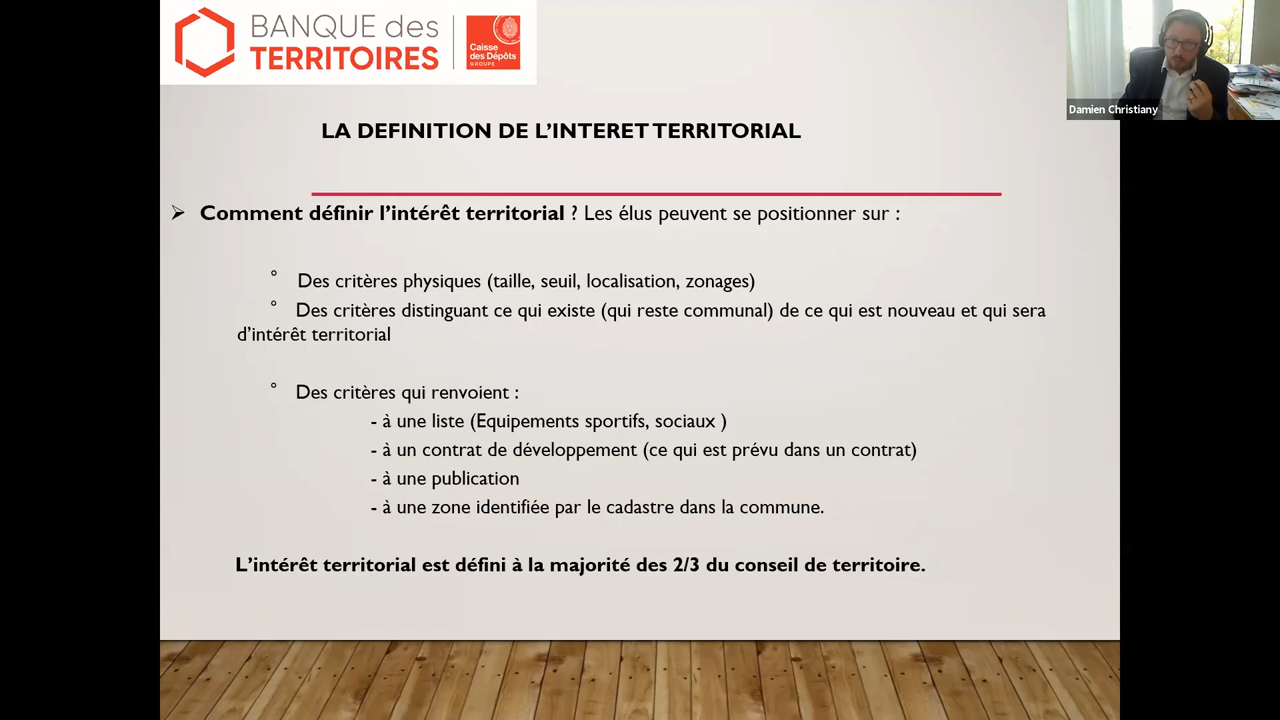 BANQUE des
TERRITOIRES
Caisse
des Dépôts
GROUPE
Damien Christiany
LA DEFINITION DE L’INTERET TERRITORIAL
➢ Comment définir l’intérêt territorial ? Les élus peuvent se positionner sur :
° Des critères physiques (taille, seuil, localisation, zonages)
° Des critères distinguant ce qui existe (qui reste communal) de ce qui est nouveau et qui sera
d’intérêt territorial
° Des critères qui renvoient :
- à une liste (Equipements sportifs, sociaux )
- à un contrat de développement (ce qui est prévu dans un contrat)
- à une publication
- à une zone identifiée par le cadastre dans la commune.
L’intérêt territorial est défini à la majorité des 2/3 du conseil de territoire.